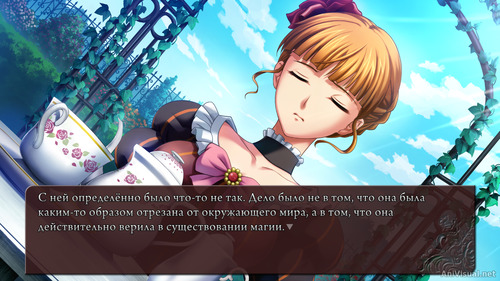 С ней определённо было что-то не так. Дело было не в том, что она была
каким-то образом отрезана от окружающего мира, а в том, что она
действительно верила в существовании магии.
AniVisual.net